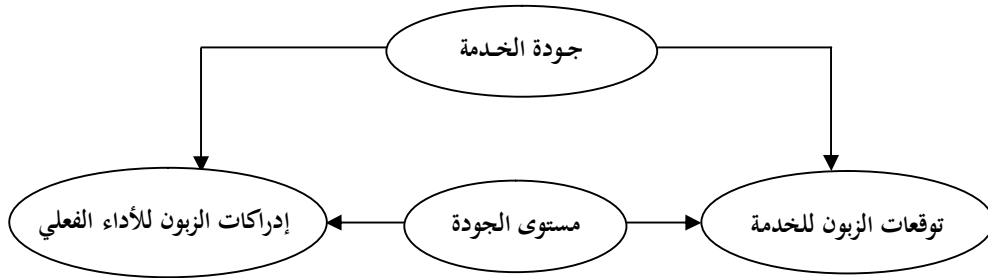 جودة الخدمة
توقعات الزبون للخدمة
مستوى الجودة
إدراكات الزبون للأداء الفعلي